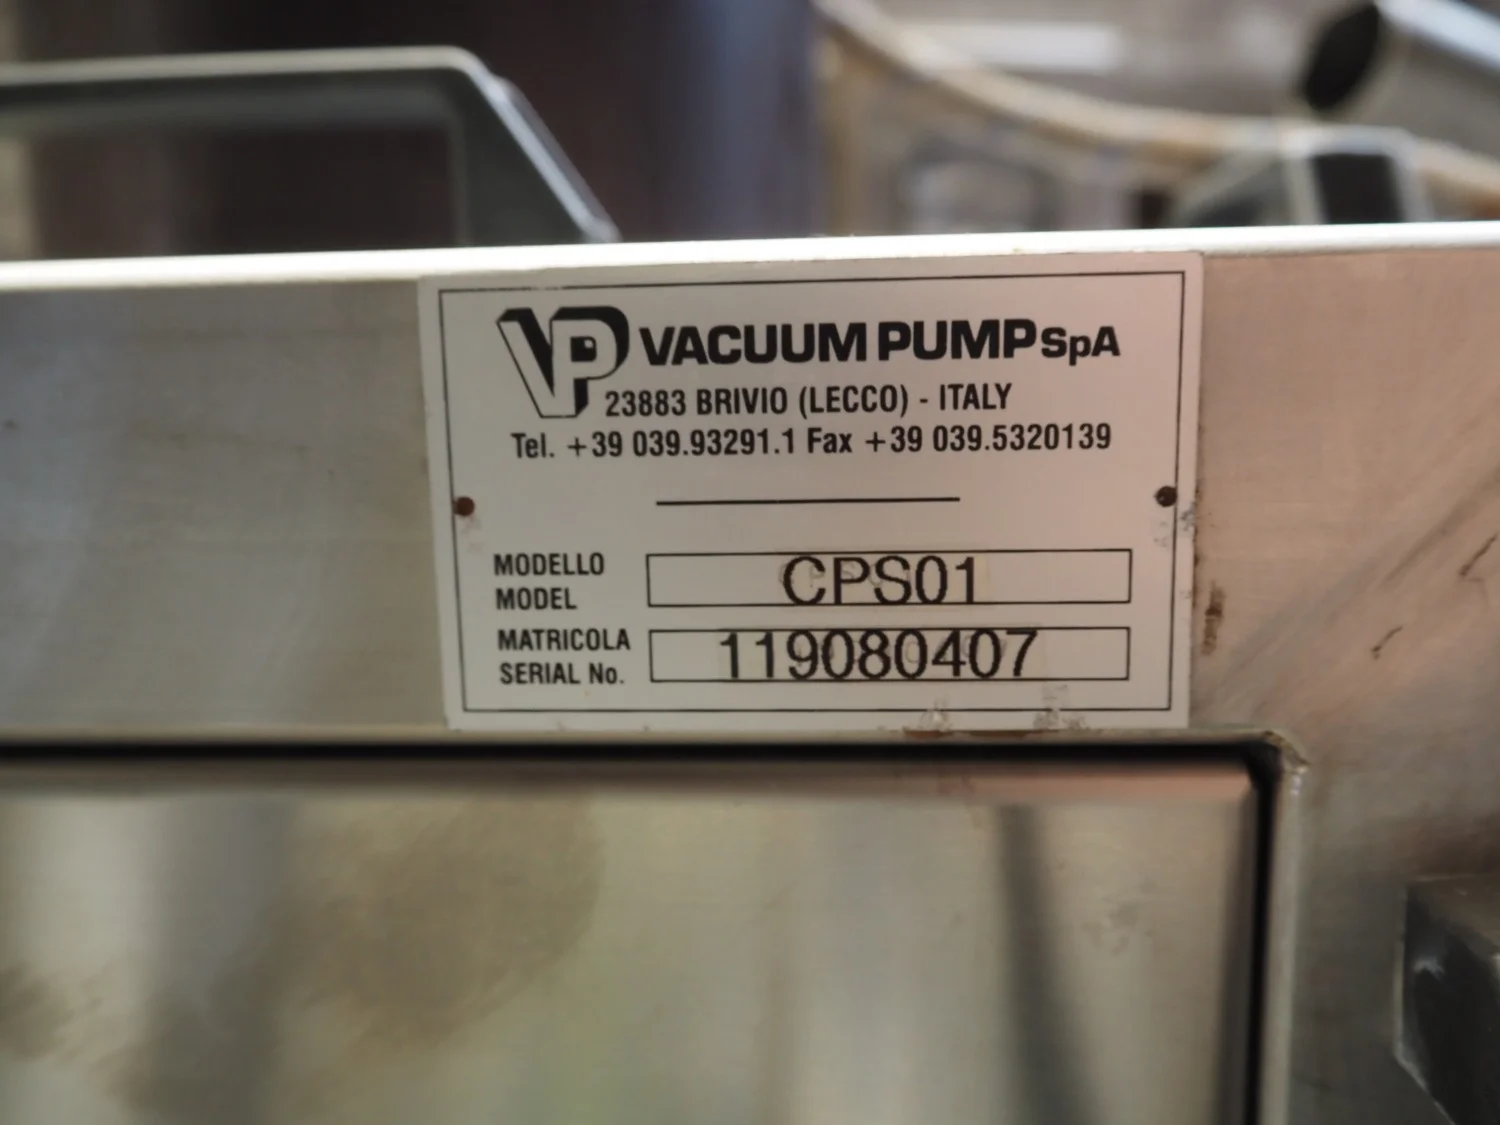 VP VACUUM PUMP SpA
23883 BRIVIO (LECCO) - ITALY
Tel. +39 039.93291.1 Fax +39 039.5320139
MODELLO
MODEL
CPS01
MATRICOLA
SERIAL No.
119080407